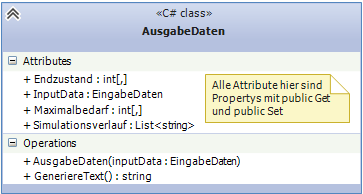 «C# class»
AusgabeDaten
Attributes
+ Endzustand : int[,]
+ InputData : EingabeDaten
+ Maximalbedarf : int[,]
+ Simulationsverlauf : List<string>
Alle Attribute hier sind
Propertys mit public Get
und public Set
Operations
+ AusgabeDaten(inputData : EingabeDaten)
+ GeneriereText() : string